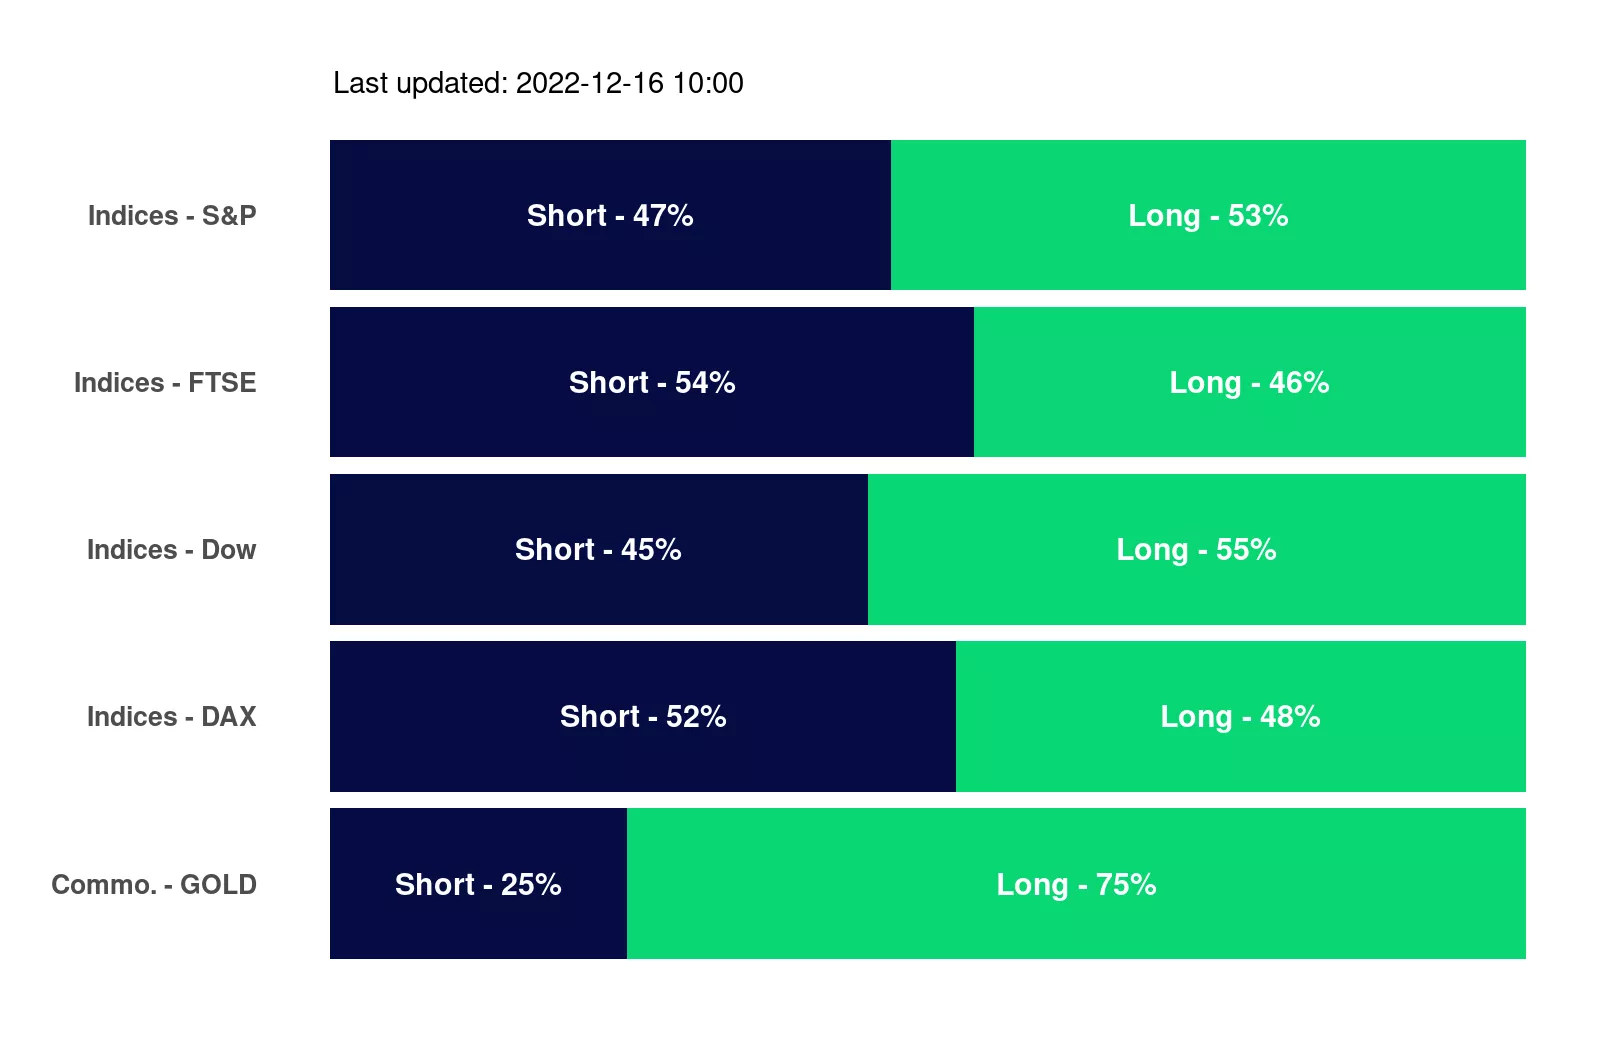 Last updated: 2022-12-16 10:00
Indices - S&P Short - 47% Long - 53%
Indices - FTSE Short - 54% Long - 46%
Indices - Dow Short - 45% Long - 55%
Indices - DAX Short - 52% Long - 48%
Commo. - GOLD Short - 25% Long - 75%